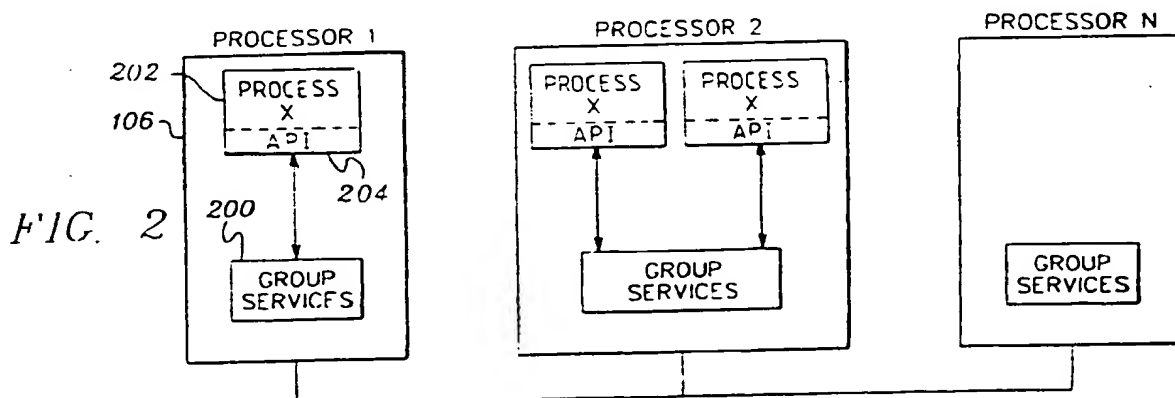 PROCESSOR 1
PROCESSOR 2
PROCESSOR N
202
PROCESS
X
API
106
204
200
GROUP
SERVICES
PROCESS
X
API
PROCESS
X
API
GROUP
SERVICES
GROUP
SERVICES
FIG. 2